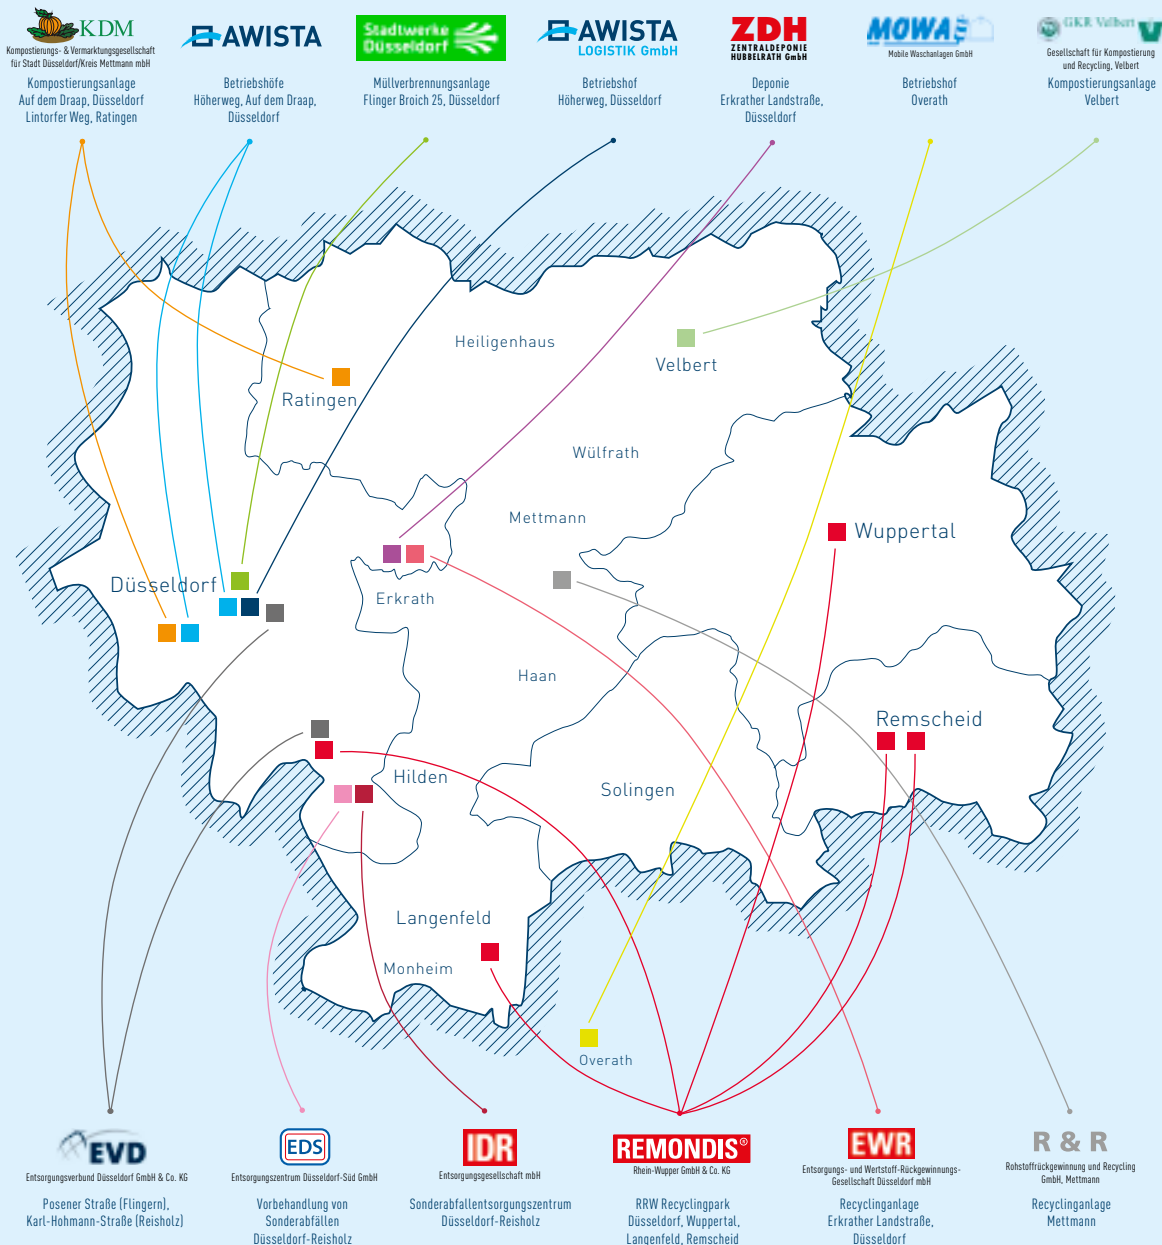 KDM
Kompostierungs- & Vermarktungsgesellschaft
für Stadt Düsseldorf/Kreis Mettmann mbH
Kompostierungsanlage
Auf dem Draap, Düsseldorf
Lintorfer Weg, Ratingen
AWISTA
Betriebshöfe
Höherweg, Auf dem Draap,
Düsseldorf
Stadtwerke
Düsseldorf
Müllverbrennungsanlage
Flinger Broich 25, Düsseldorf
AWISTA
LOGISTIK GmbH
Betriebshof
Höherweg, Düsseldorf
ZDH
ZENTRALDEPONIE
HUBBELRATH GmbH
Deponie
Erkrather Landstraße,
Düsseldorf
MOWA
Mobile Waschanlagen GmbH
Betriebshof
Overath
GKR Velbert
Gesellschaft für Kompostierung
und Recycling, Velbert
Kompostierungsanlage
Velbert
Heiligenhaus
Velbert
Ratingen
Wülfrath
Mettmann
Wuppertal
Düsseldorf
Erkrath
Haan
Remscheid
Hilden
Solingen
Langenfeld
Monheim
Overath
EVD
Entsorgungsverbund Düsseldorf GmbH & Co. KG
Posener Straße (Flingern),
Karl-Hohmann-Straße (Reisholz)
EDS
Entsorgungszentrum Düsseldorf-Süd GmbH
Vorbehandlung von
Sonderabfällen
Düsseldorf-Reisholz
IDR
Entsorgungsgesellschaft mbH
Sonderabfallentsorgungszentrum
Düsseldorf-Reisholz
REMONDIS®
Rhein-Wupper GmbH & Co. KG
RRW Recyclingpark
Düsseldorf, Wuppertal,
Langenfeld, Remscheid
EWR
Entsorgungs- und Wertstoff-Rückgewinnungs-
Gesellschaft Düsseldorf mbH
Recyclinganlage
Erkrather Landstraße,
Düsseldorf
R & R
Rohstoffrückgewinnung und Recycling
GmbH, Mettmann
Recyclinganlage
Mettmann